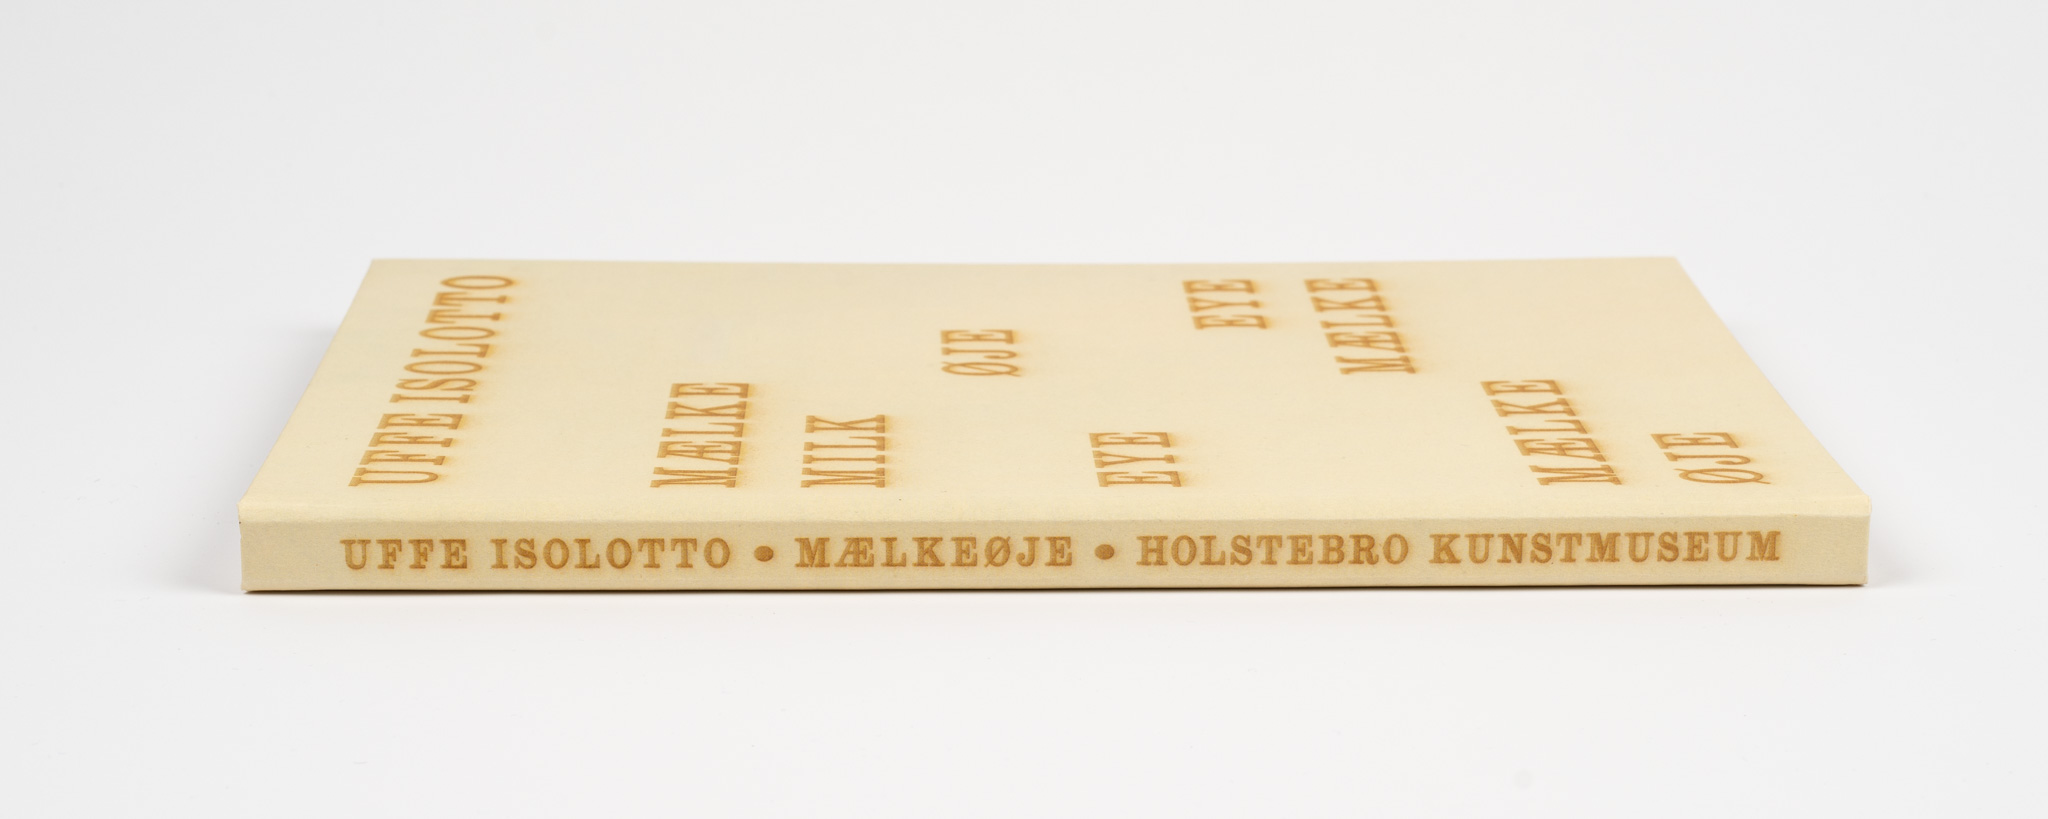 UFFE ISOLOTTO
MÆLKE
MILK
ØJE
EYE
EYE
MÆLKE
MÆLKE
ØJE
UFFE ISOLOTTO • MÆLKEØJE • HOLSTEBRO KUNSTMUSEUM